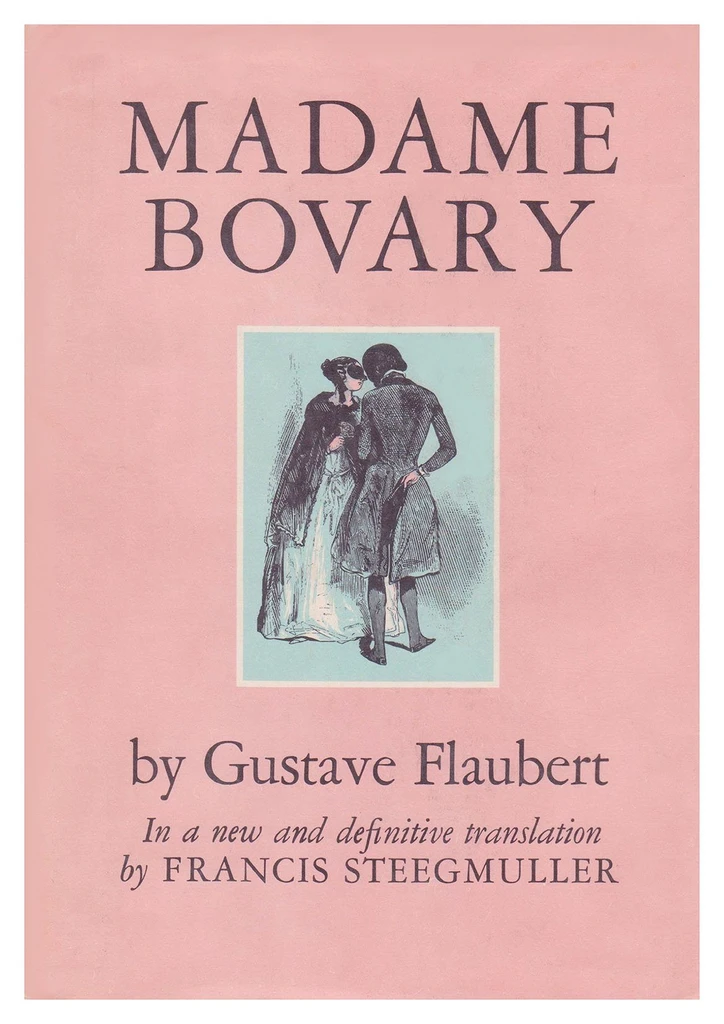 MADAME
BOVARY
by Gustave Flaubert
In a new and definitive translation
by FRANCIS STEEGMULLER